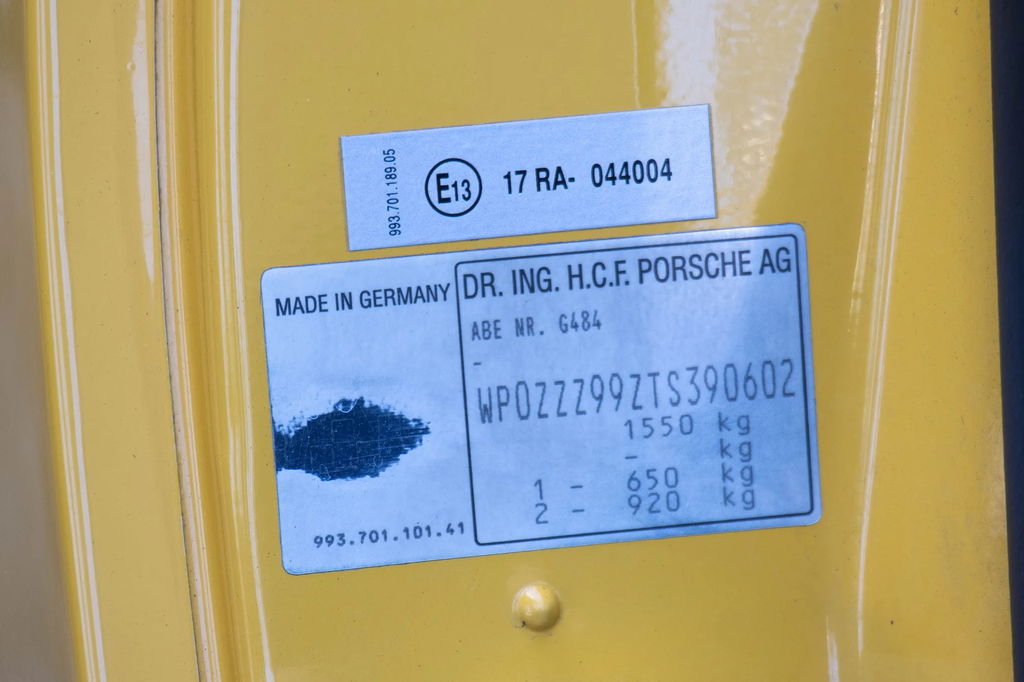 993.701.189.05
E13 17 RA- 044004
MADE IN GERMANY
DR. ING. H.C.F. PORSCHE AG
ABE NR. G484
-
WP0ZZZ99ZTS390602
1550 kg
- kg
1 - 650 kg
2 - 920 kg
993.701.101.41